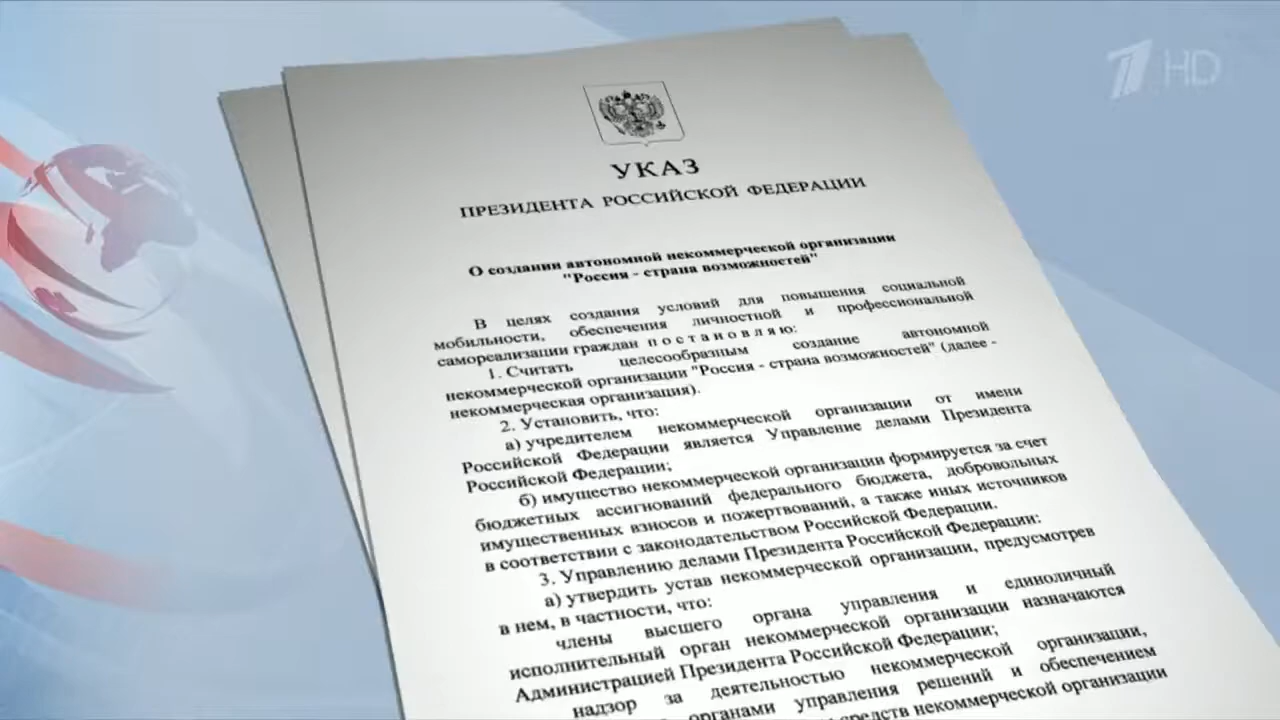 1 HD
УКАЗ
ПРЕЗИДЕНТА РОССИЙСКОЙ ФЕДЕРАЦИИ
О создании автономной некоммерческой организации
"Россия - страна возможностей"
В целях создания условий для повышения социальной
мобильности, обеспечения личностной и профессиональной
самореализации граждан п о с т а н о в л я ю:
1. Считать целесообразным создание автономной
некоммерческой организации "Россия - страна возможностей" (далее -
некоммерческая организация).
2. Установить, что:
а) учредителем некоммерческой организации от имени
Российской Федерации является Управление делами Президента
Российской Федерации;
б) имущество некоммерческой организации формируется за счет
бюджетных ассигнований федерального бюджета, добровольных
имущественных взносов и пожертвований, а также иных источников
в соответствии с законодательством Российской Федерации.
3. Управлению делами Президента Российской Федерации:
а) утвердить устав некоммерческой организации, предусмотрев
в нем, в частности, что:
члены высшего органа управления и единоличный
исполнительный орган некоммерческой организации назначаются
Администрацией Президента Российской Федерации;
надзор за деятельностью некоммерческой организации,
органами управления решений и обеспечением
средств некоммерческой организации